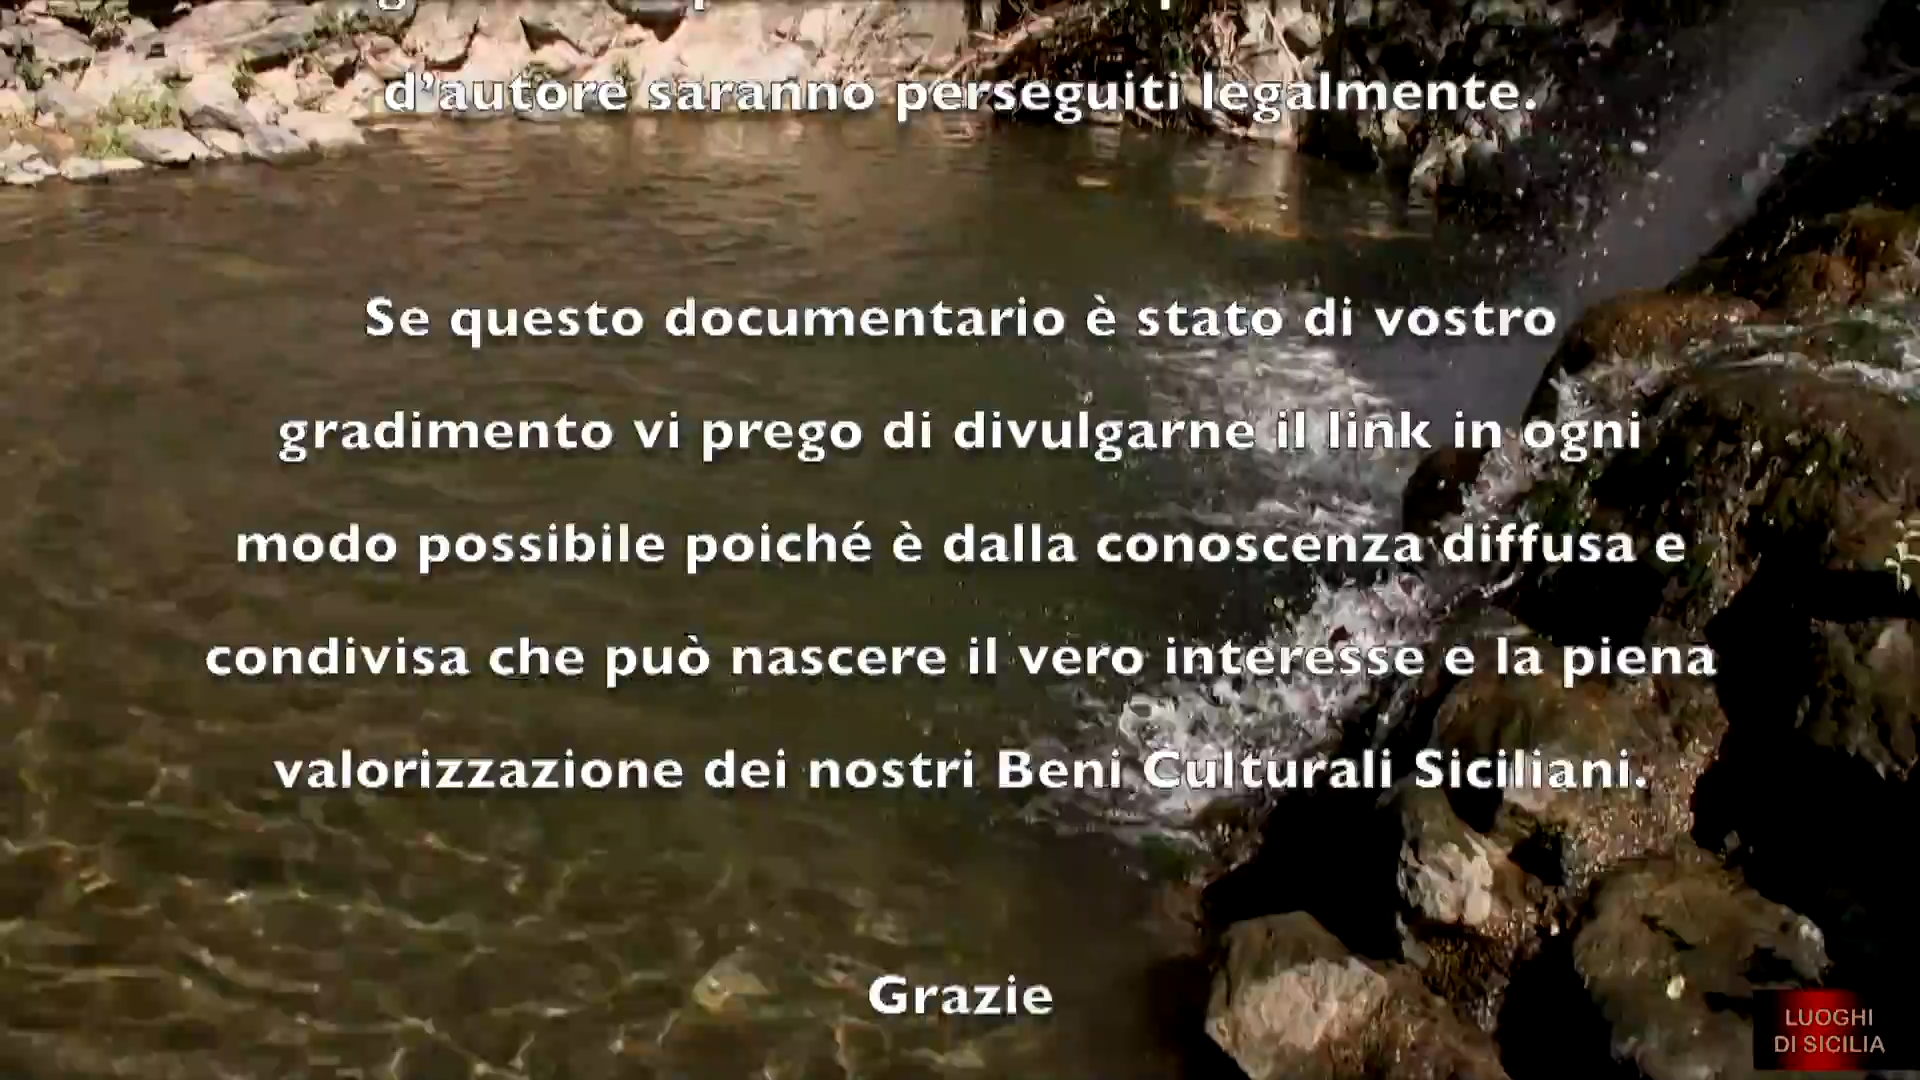 d'autore saranno perseguiti legalmente.
Se questo documentario è stato di vostro
gradimento vi prego di divulgarne il link in ogni
modo possibile poiché è dalla conoscenza diffusa e
condivisa che può nascere il vero interesse e la piena
valorizzazione dei nostri Beni Culturali Siciliani.
Grazie
LUOGHI
DI SICILIA